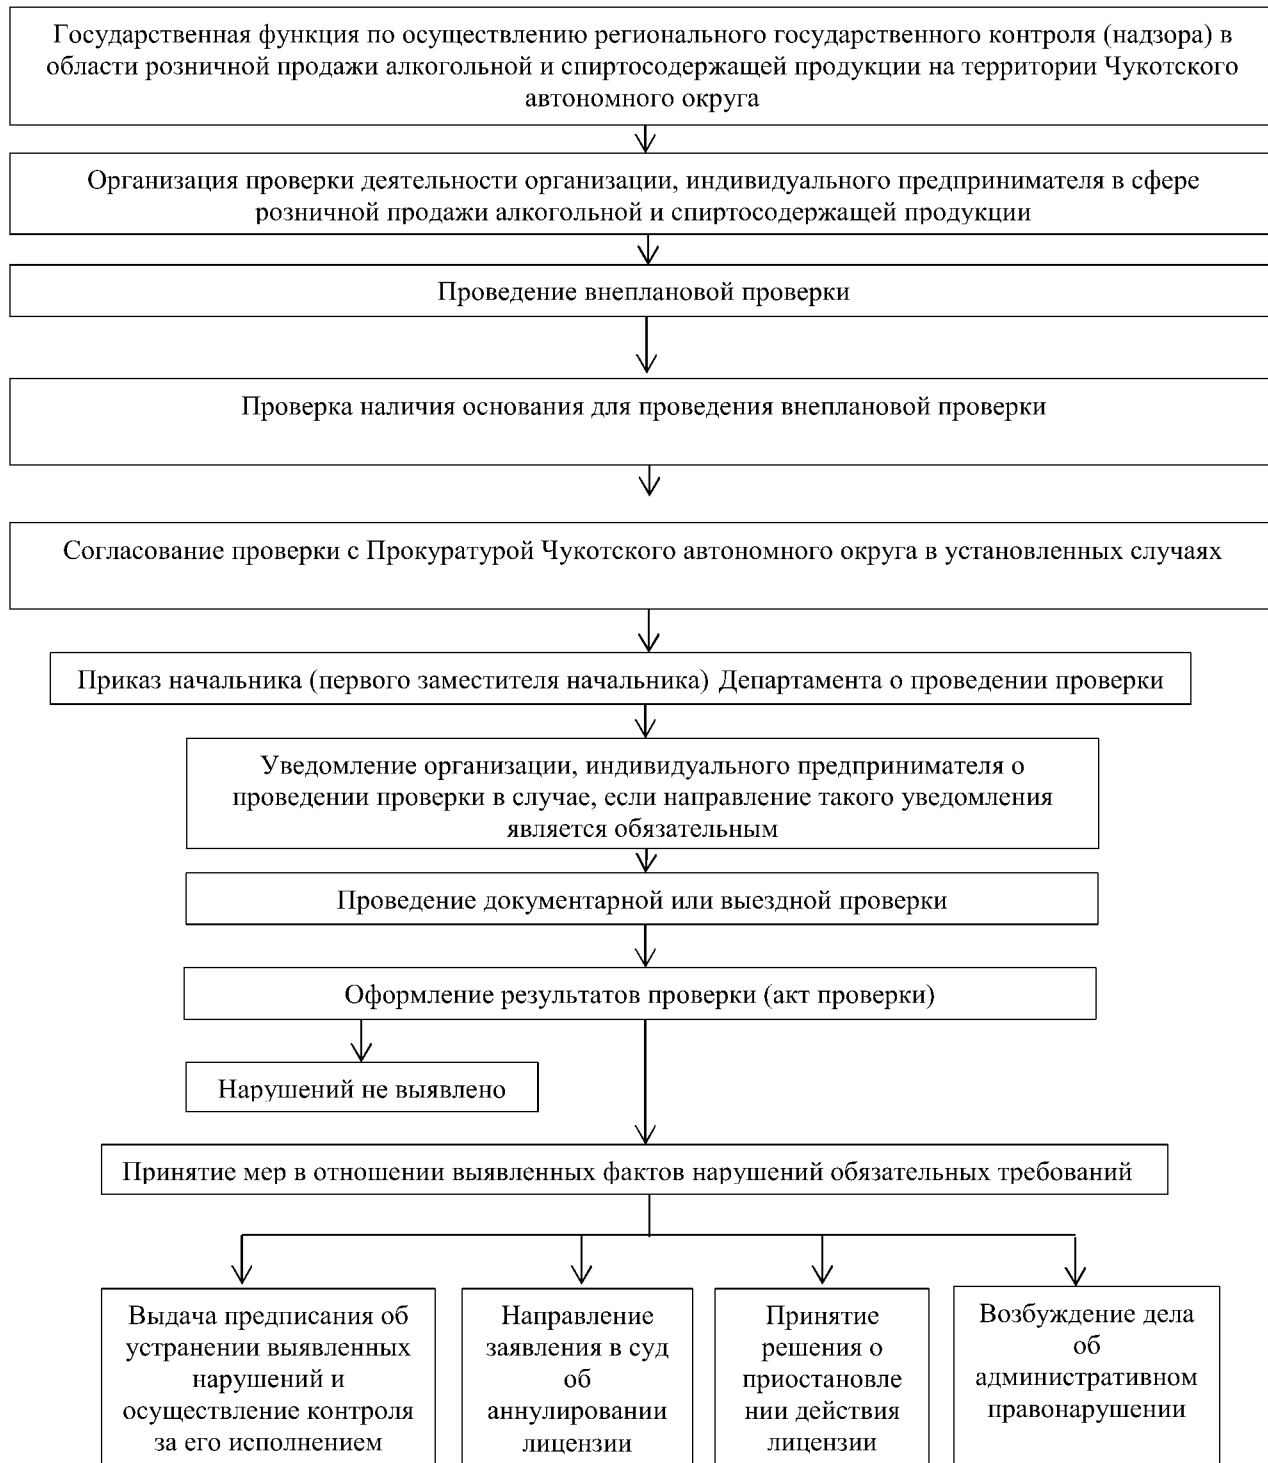 Государственная функция по осуществлению регионального государственного контроля (надзора) в
области розничной продажи алкогольной и спиртосодержащей продукции на территории Чукотского
автономного округа
Организация проверки деятельности организации, индивидуального предпринимателя в сфере
розничной продажи алкогольной и спиртосодержащей продукции
Проведение внеплановой проверки
Проверка наличия основания для проведения внеплановой проверки
Согласование проверки с Прокуратурой Чукотского автономного округа в установленных случаях
Приказ начальника (первого заместителя начальника) Департамента о проведении проверки
Уведомление организации, индивидуального предпринимателя о
проведении проверки в случае, если направление такого уведомления
является обязательным
Проведение документарной или выездной проверки
Оформление результатов проверки (акт проверки)
Нарушений не выявлено
Принятие мер в отношении выявленных фактов нарушений обязательных требований
Выдача предписания об
устранении выявленных
нарушений и
осуществление контроля
за его исполнением
Направление
заявления в суд
об
аннулировании
лицензии
Принятие
решения о
приостановле
нии действия
лицензии
Возбуждение дела
об
административном
правонарушении